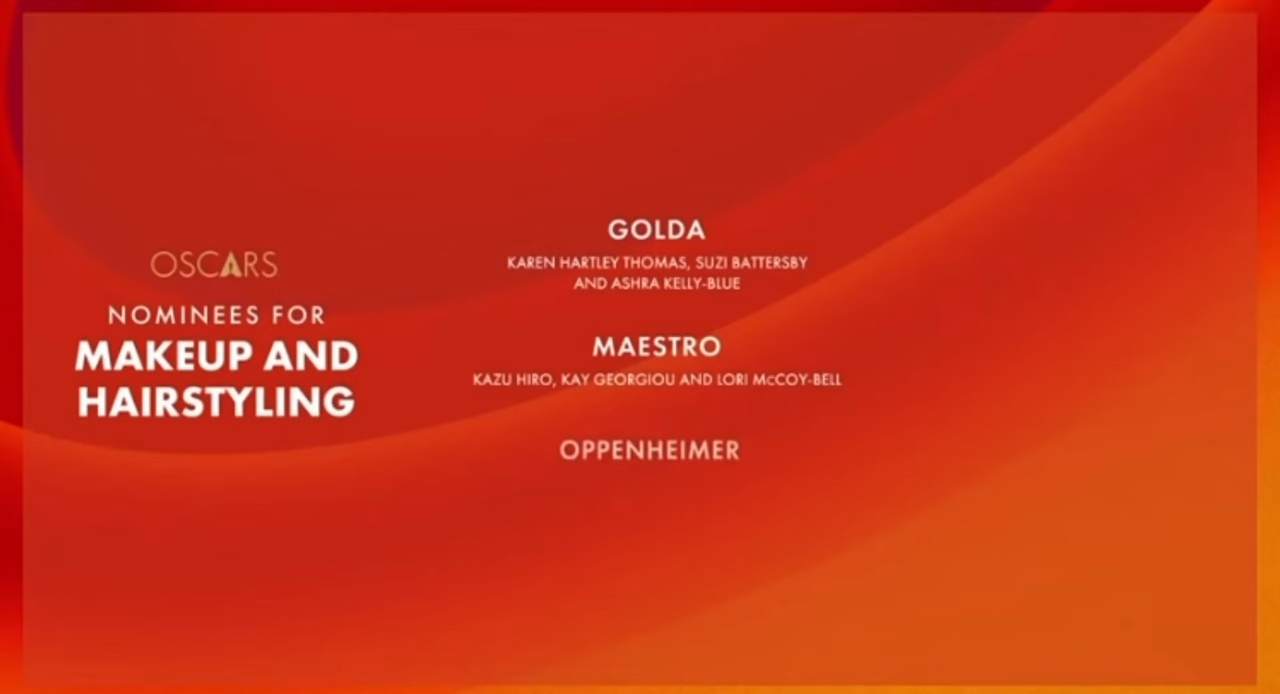 OSCARS
NOMINEES FOR
MAKEUP AND
HAIRSTYLING
GOLDA
KAREN HARTLEY THOMAS, SUZI BATTERSBY
AND ASHRA KELLY-BLUE
MAESTRO
KAZU HIRO, KAY GEORGIOU AND LORI McCOY-BELL
OPPENHEIMER